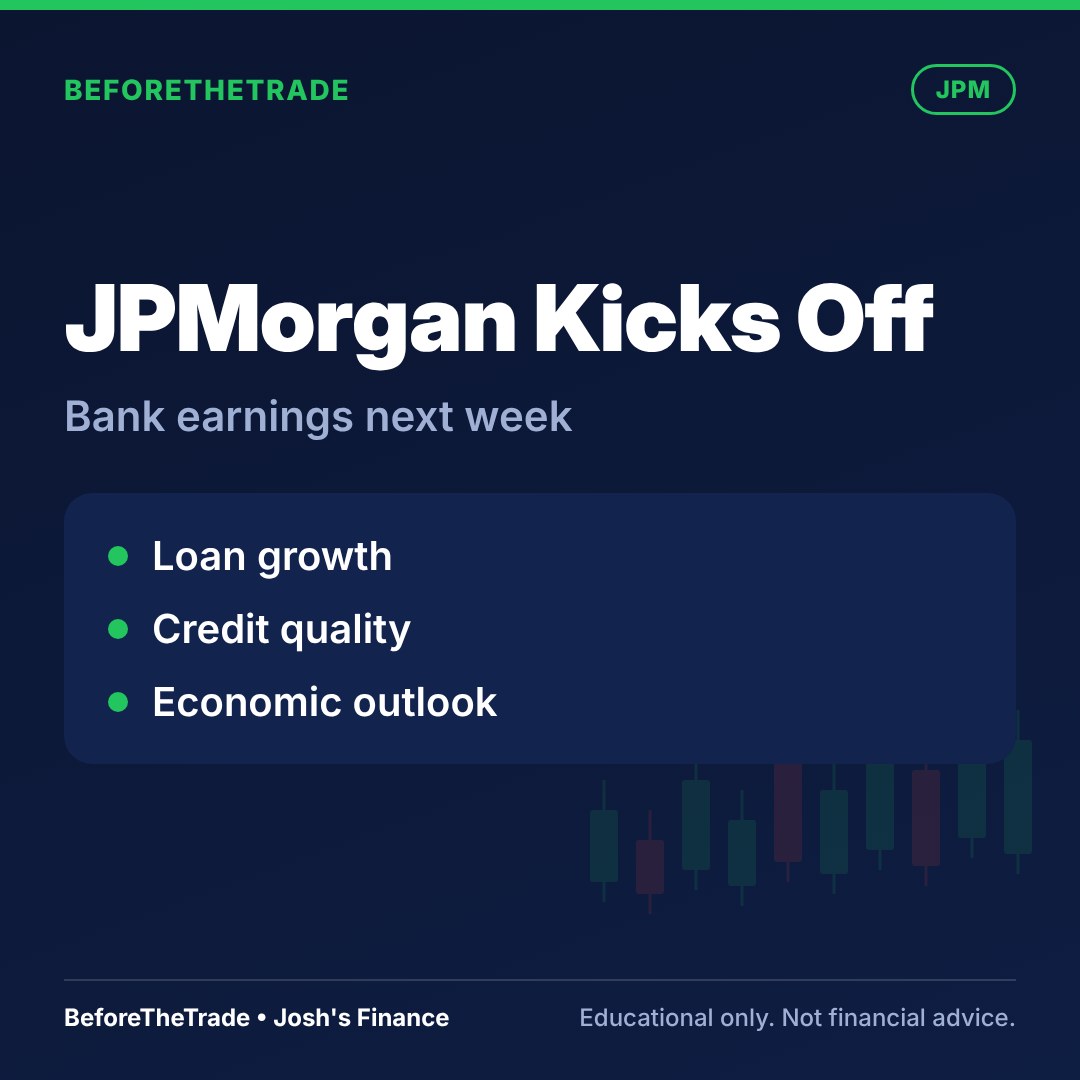 BEFORETHETRADE
JPM
JPMorgan Kicks Off
Bank earnings next week
Loan growth
Credit quality
Economic outlook
BeforeTheTrade • Josh's Finance
Educational only. Not financial advice.